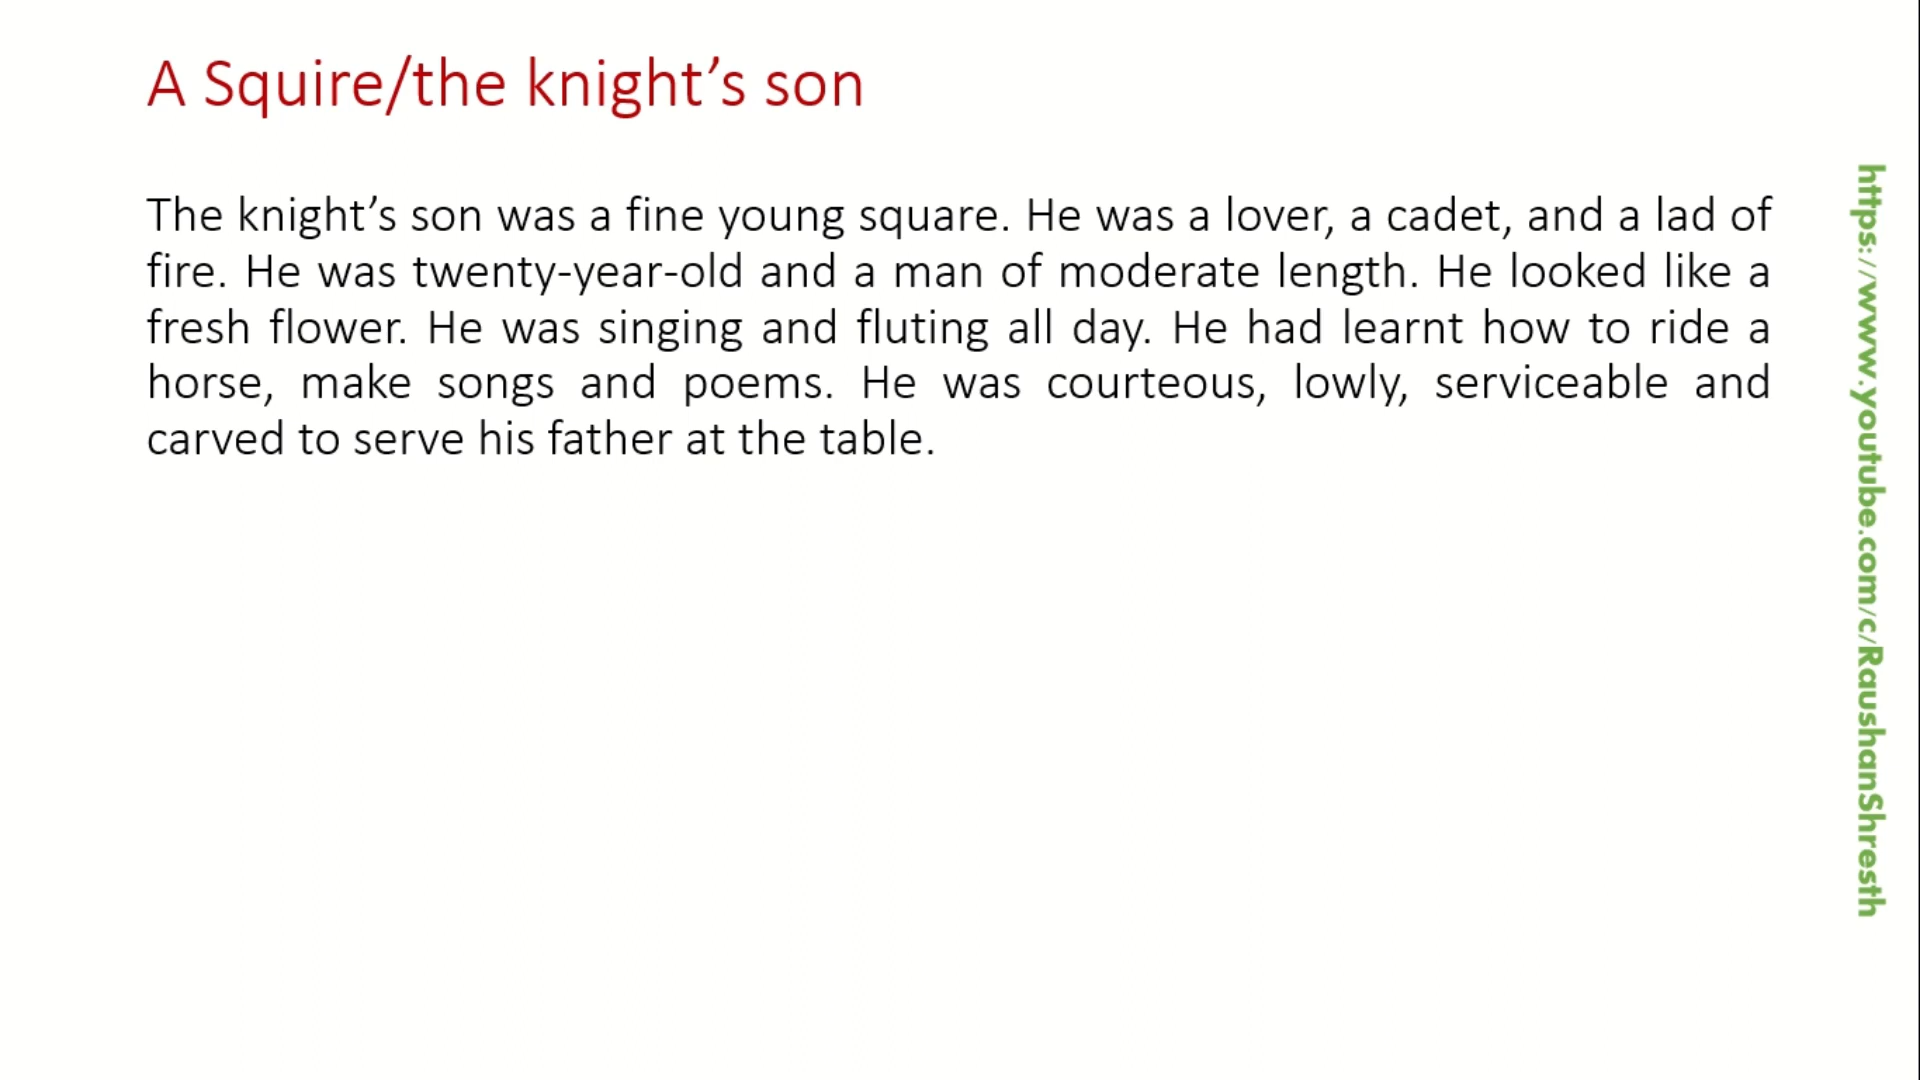 A Squire/the knight’s son
The knight’s son was a fine young square. He was a lover, a cadet, and a lad of
fire. He was twenty-year-old and a man of moderate length. He looked like a
fresh flower. He was singing and fluting all day. He had learnt how to ride a
horse, make songs and poems. He was courteous, lowly, serviceable and
carved to serve his father at the table.
https://www.youtube.com/c/RaushanShresth